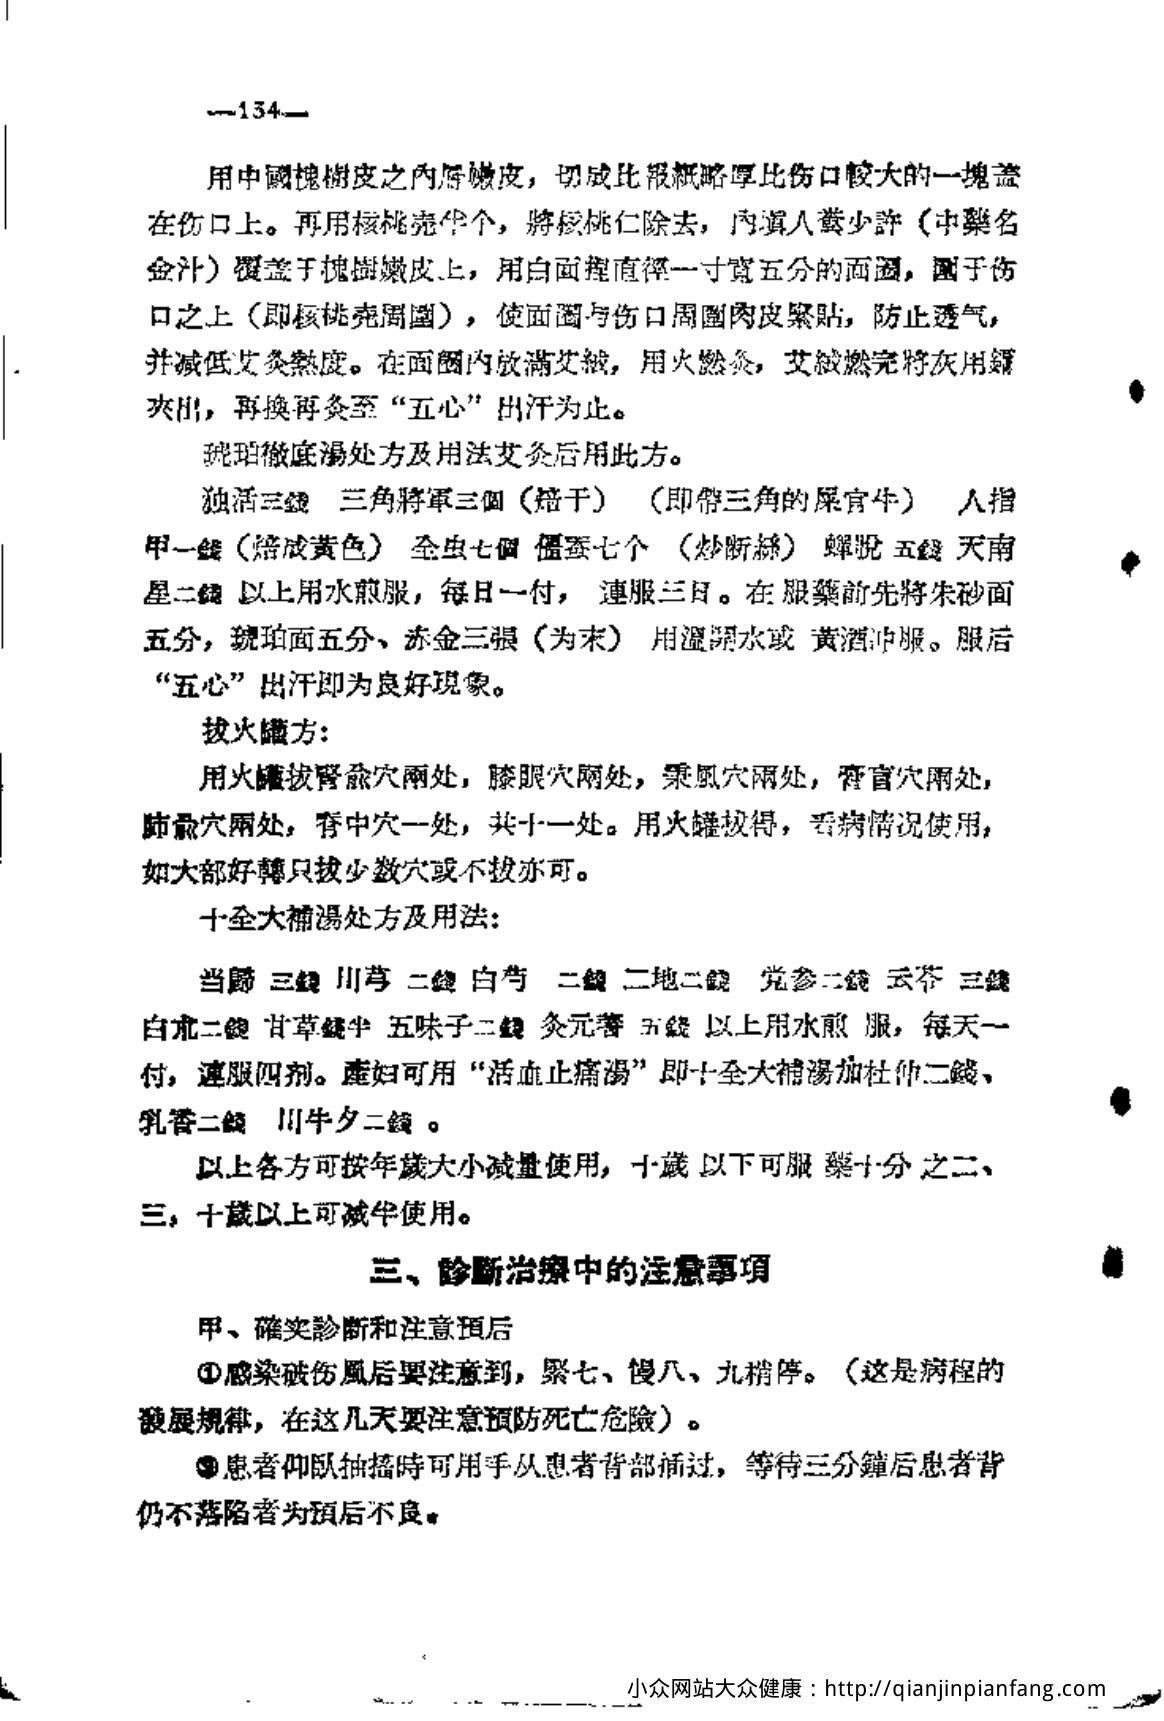 —134—
用中國槐樹皮之內层嫩皮，切成比報紙略厚比伤口較大的一塊盖
在伤口上。再用核桃壳半个，將核桃仁除去，內塡人糞少許（中藥名
金汁）覆盖于槐樹嫩皮上，用白面捏直徑一寸寬五分的面圈，圍于伤
口之上（即核桃壳周圍），使面圈与伤口周圍肉皮緊貼，防止透气，
并减低艾灸熱度。在面圈內放滿艾絨，用火燃灸，艾絨燃完將灰用鑷
夾出，再換再灸至“五心”出汗为止。
琥珀徹底湯处方及用法艾灸后用此方。
独活三錢　三角將軍三個（焙干）　（即帶三角的屎官牛）　人指
甲一錢（焙成黃色）　全虫七個　僵蚕七个　（炒断絲）　蟬脫 五錢 天南
星二錢 以上用水煎服，每日一付， 連服三日。在 服藥前先將朱砂面
五分，琥珀面五分、赤金三張（为末）　用溫開水或 黃酒冲服。服后
“五心”出汗即为良好現象。
拔火罐方：
用火罐拔腎兪穴兩处，膝眼穴兩处，秉風穴兩处，膏肓穴兩处，
肺兪穴兩处，脊中穴一处，共十一处。用火罐拔得，看病情况使用，
如大部好轉只拔少数穴或不拔亦可。
十全大補湯处方及用法：
当歸 三錢 川芎 二錢 白芍　二錢 二地二錢　党参二錢 云苓 三錢
白朮二錢 甘草錢半 五味子二錢 灸元蓍 五錢 以上用水煎 服，每天一
付，連服四剂。產妇可用“活血止痛湯”即十全大補湯加杜仲二錢、
乳香二錢　川牛夕二錢 。
以上各方可按年歲大小减量使用，十歲 以下可服 藥十分 之二、
三，十歲以上可减半使用。
三、診斷治療中的注意事項
甲、確实診斷和注意預后
①感染破伤風后要注意到，緊七、慢八、九稍停。（这是病程的
發展規律，在这几天要注意預防死亡危險）。
患者仰臥抽搐時可用手从患者背部插过，等待三分鐘后患者背
仍不落陷者为預后不良。
小众网站大众健康：http://qianjinpianfang.com